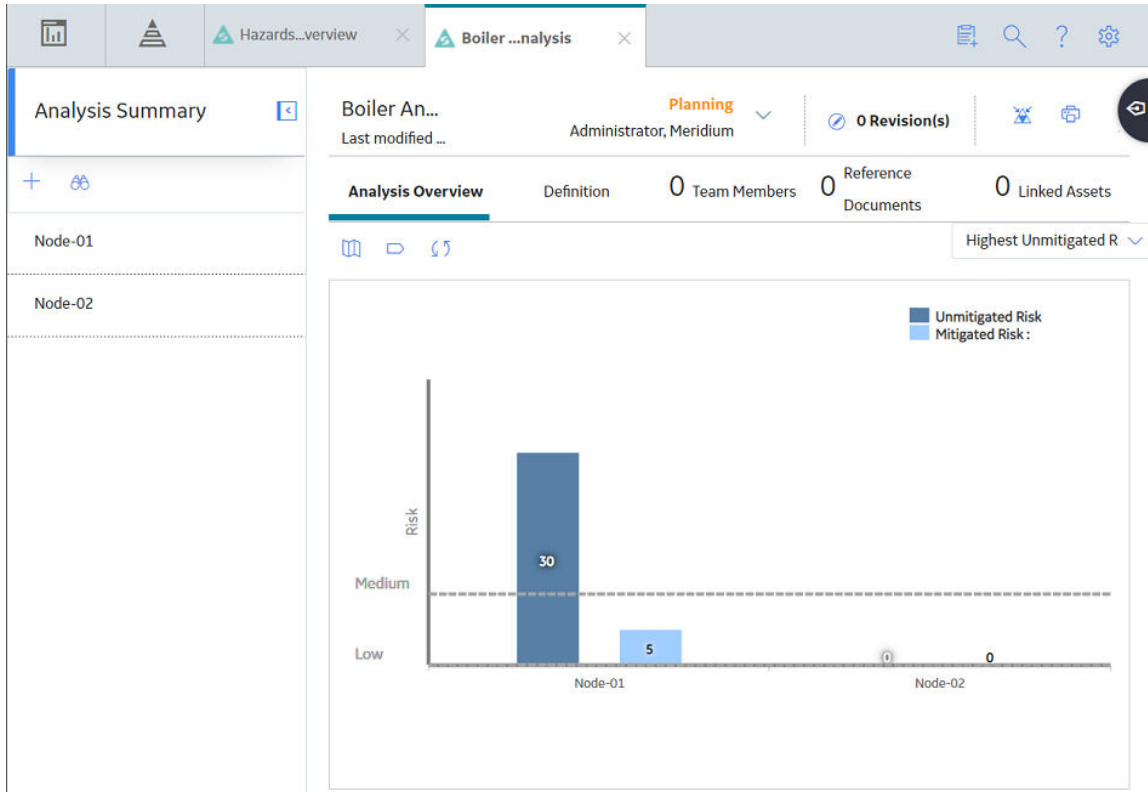 Hazards...verview
Boiler ...nalysis
Analysis Summary
Node-01
Node-02
Boiler An...
Last modified ...
Planning
Administrator, Meridium
0 Revision(s)
Analysis Overview
Definition
0 Team Members
0 Reference Documents
0 Linked Assets
Highest Unmitigated R
Unmitigated Risk
Mitigated Risk :
Risk
Medium
Low
30
5
0
0
Node-01
Node-02